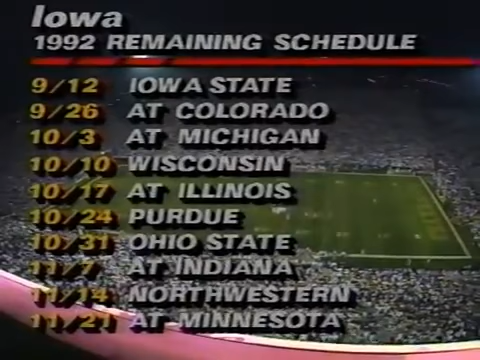 Iowa
1992 REMAINING SCHEDULE
9/12 IOWA STATE
9/26 AT COLORADO
10/3 AT MICHIGAN
10/10 WISCONSIN
10/17 AT ILLINOIS
10/24 PURDUE
10/31 OHIO STATE
11/7 AT INDIANA
11/14 NORTHWESTERN
11/21 AT MINNESOTA